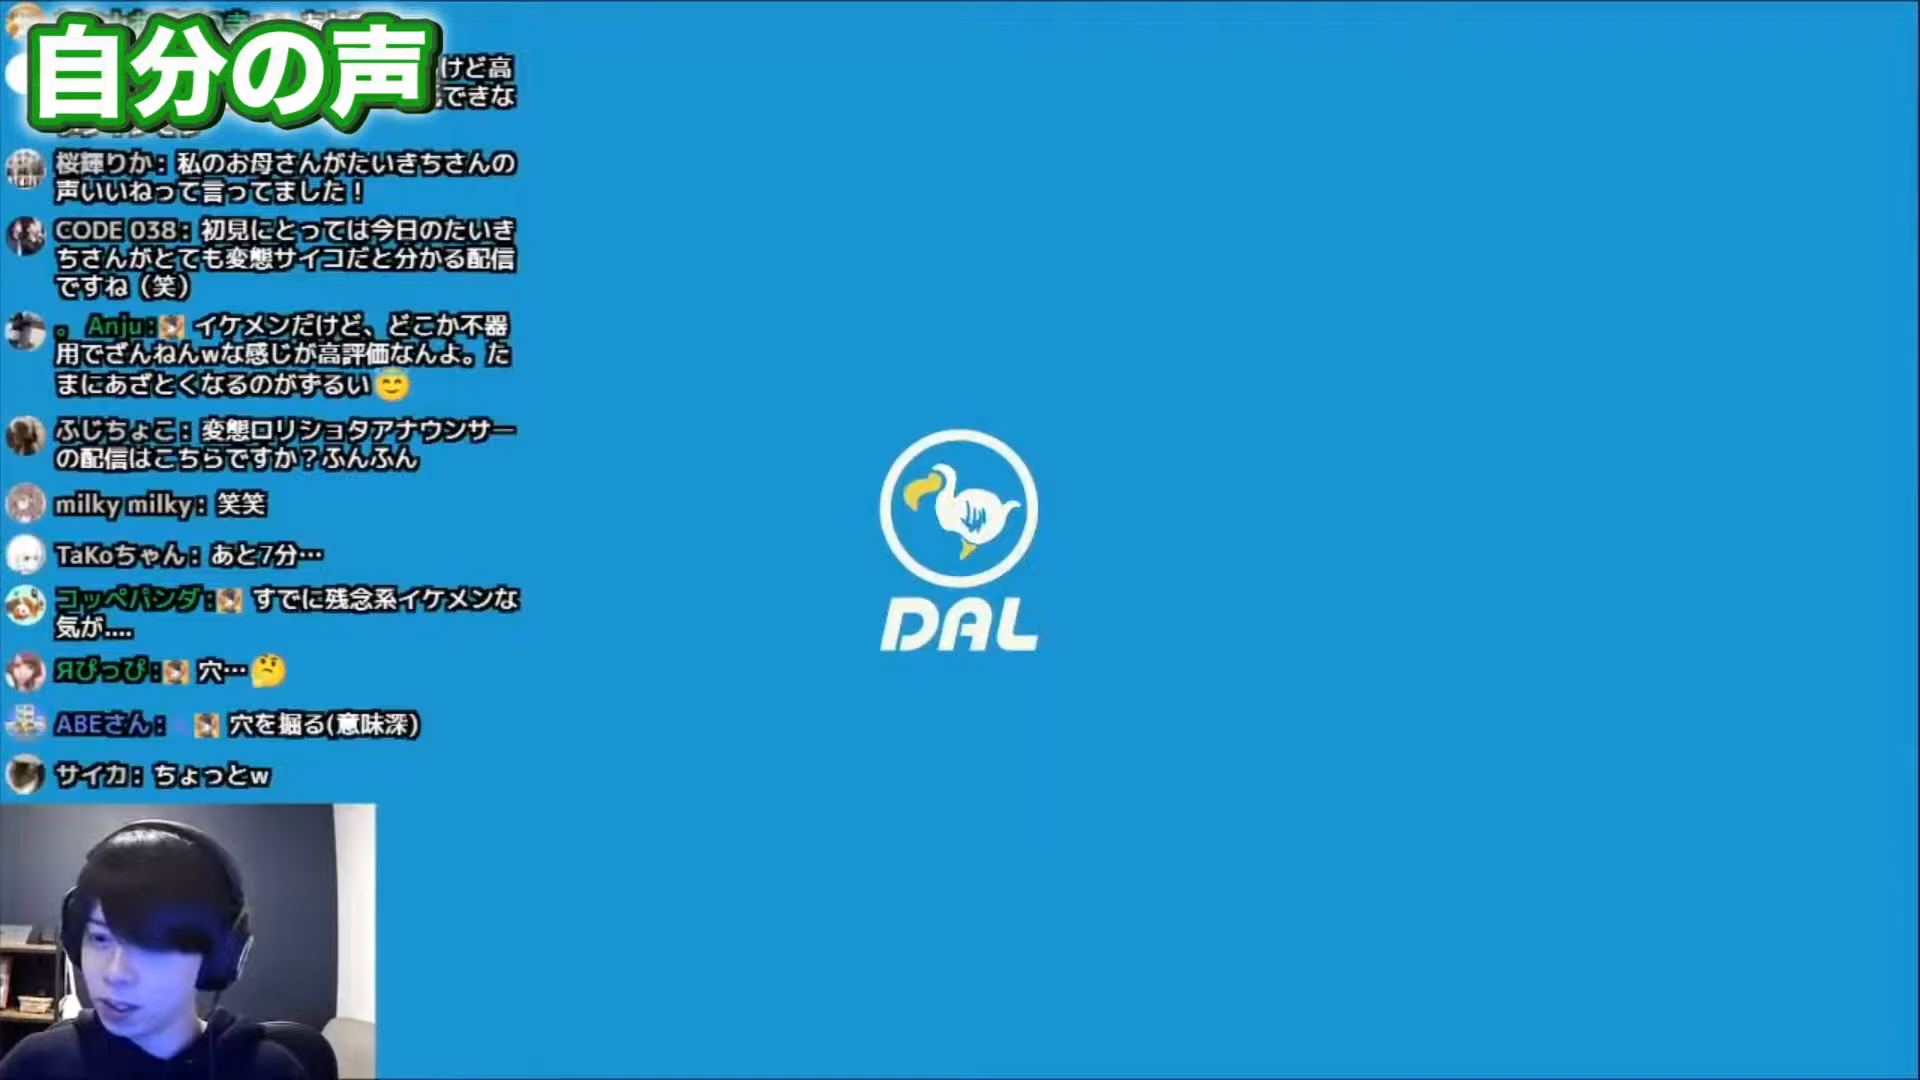 自分の声
けど高
できな
桜輝りか: 私のお母さんがたいきちさんの
声いいねって言ってました！
CODE 038: 初見にとっては今日のたいき
ちさんがとても変態サイコだと分かる配信
ですね（笑）
。 Anju: イケメンだけど、どこか不器
用でざんねんwな感じが高評価なんよ。た
まにあざとくなるのがずるい😇
ふじちょこ: 変態ロリショタアナウンサー
の配信はこちらですか？ふんふん
milky milky: 笑笑
TaKoちゃん: あと7分…
コッペパンダ: すでに残念系イケメンな
気が....
Яぴっぴ: 穴…🤔
ABEさん: 穴を掘る(意味深)
サイカ: ちょっとw
DAL